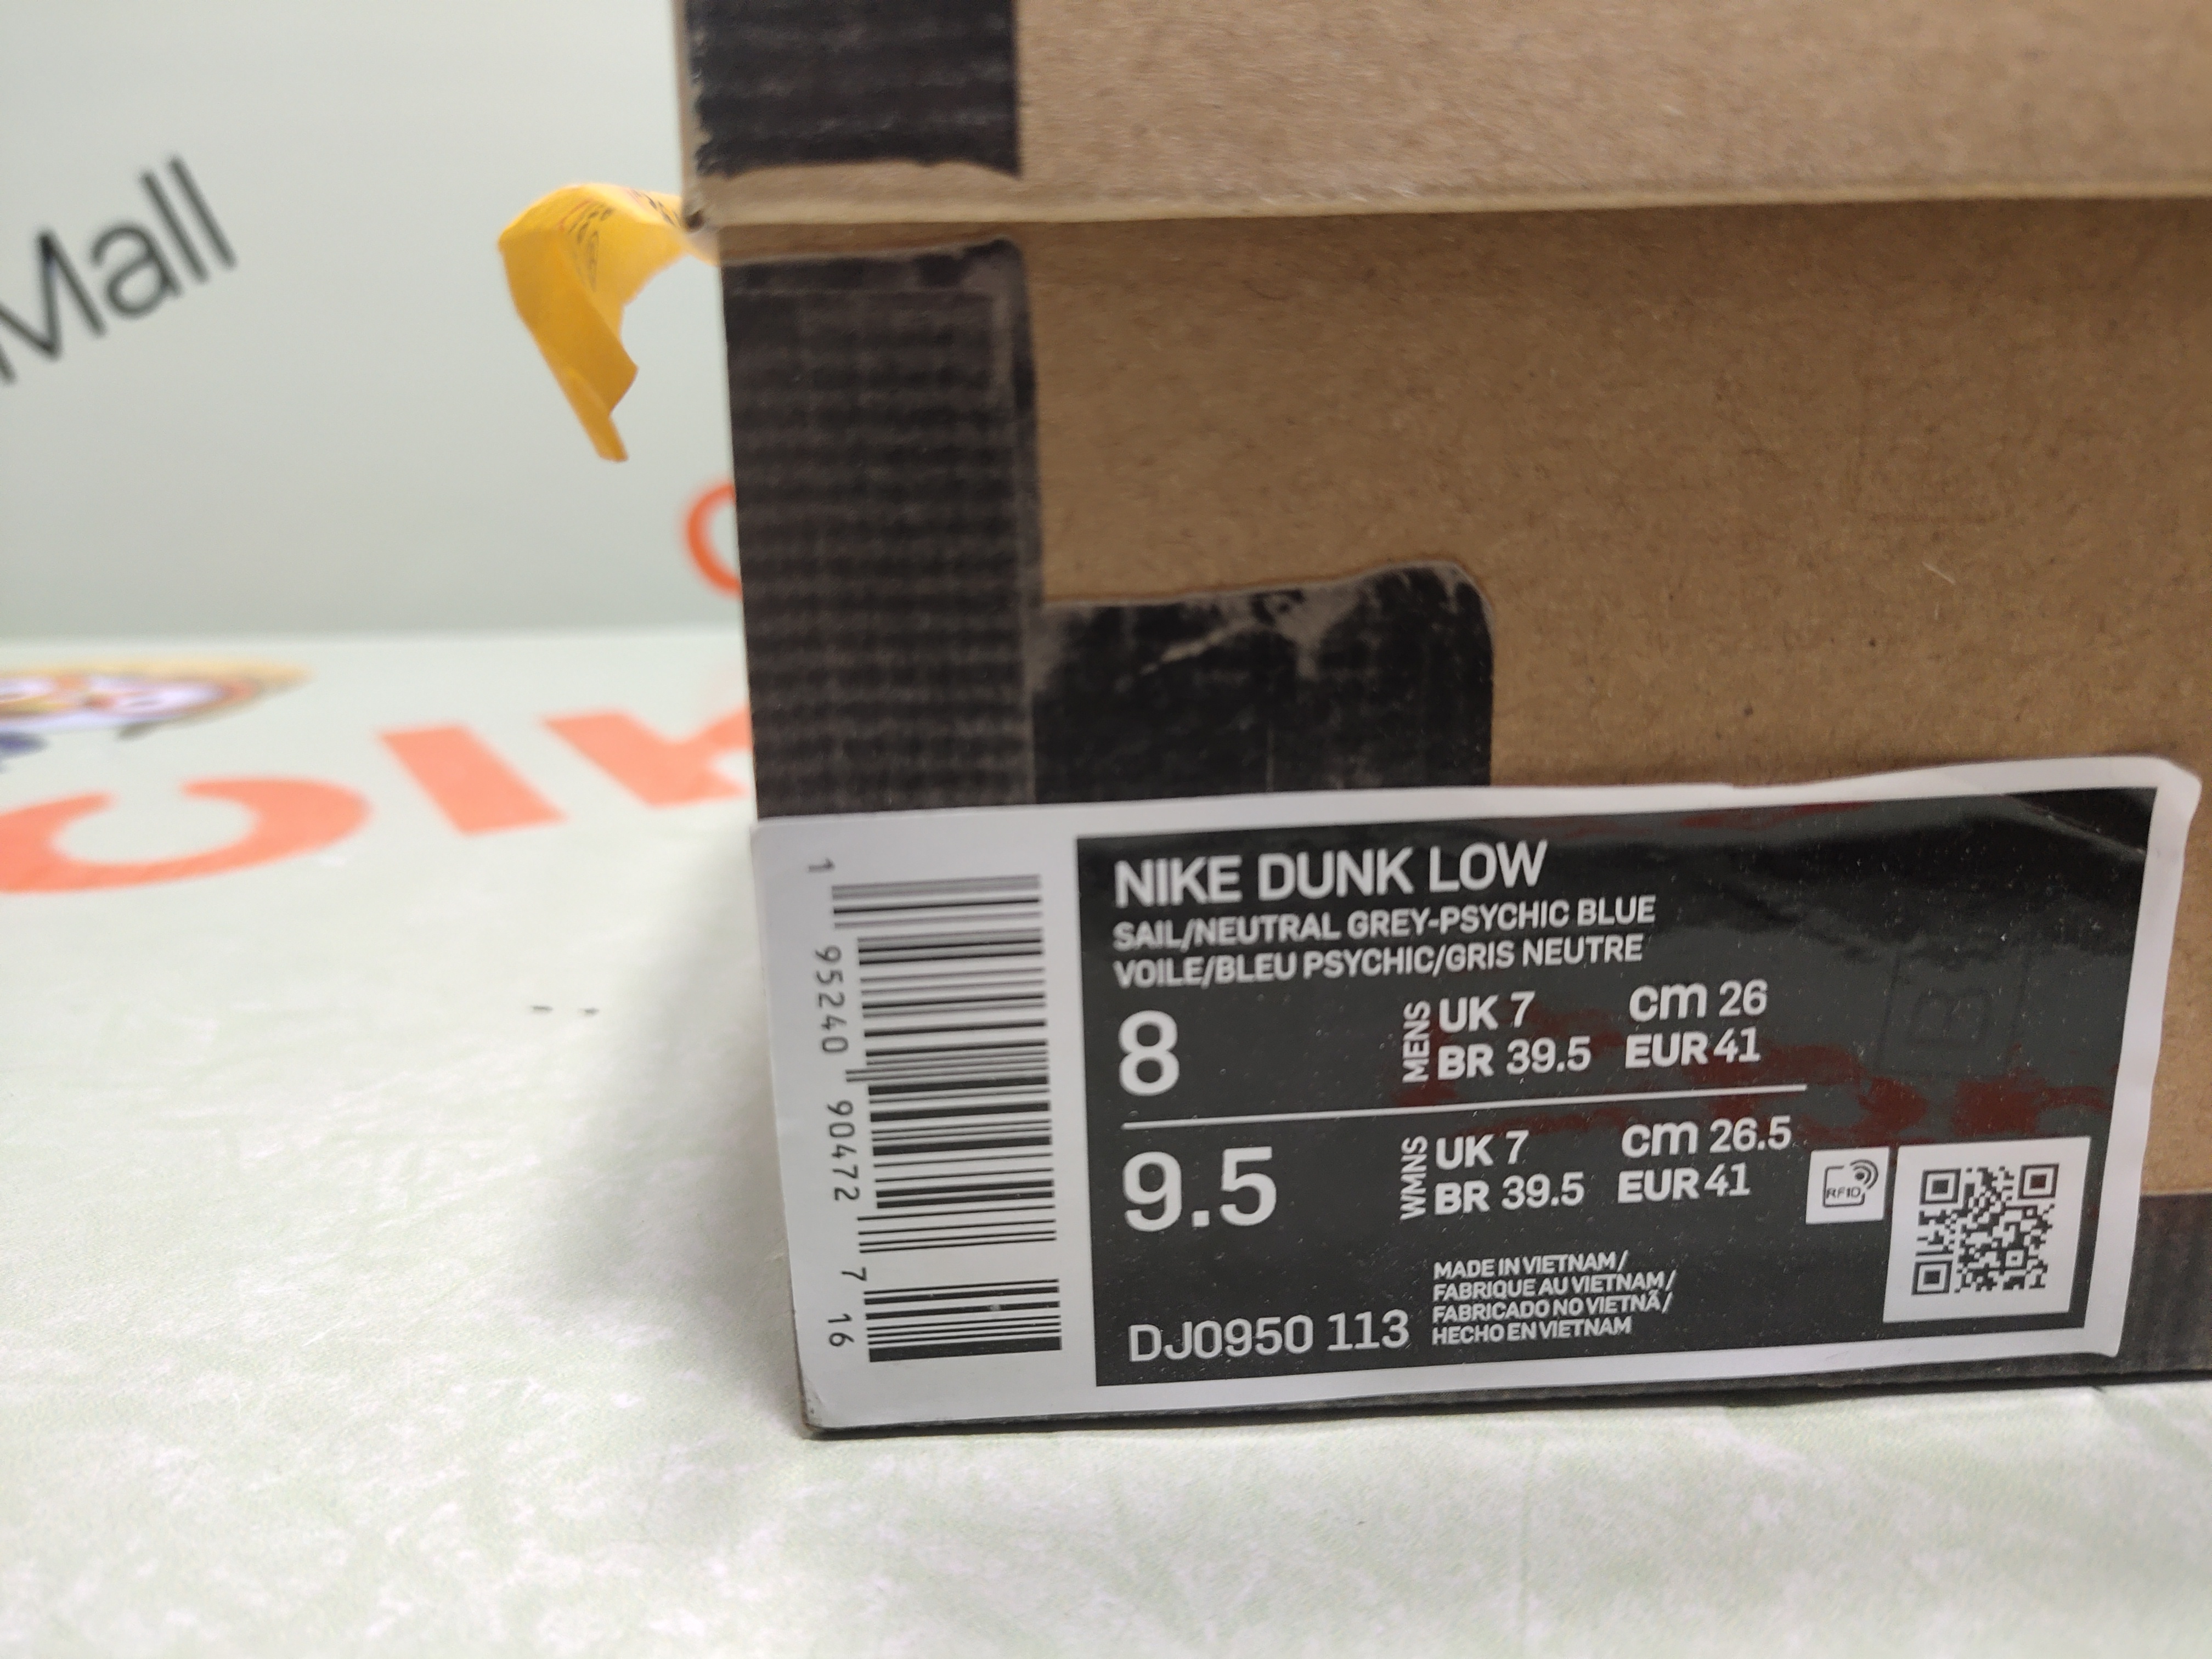 Mall
NIKE DUNK LOW
SAIL/NEUTRAL GREY-PSYCHIC BLUE
VOILE/BLEU PSYCHIC/GRIS NEUTRE
8
MENS
UK 7
cm 26
BR 39.5
EUR 41
9.5
WMNS
UK 7
cm 26.5
BR 39.5
EUR 41
RFID
MADE IN VIETNAM /
FABRIQUE AU VIETNAM /
FABRICADO NO VIETNÃ /
HECHO EN VIETNAM
DJ0950 113
1 95240 90472 7 16